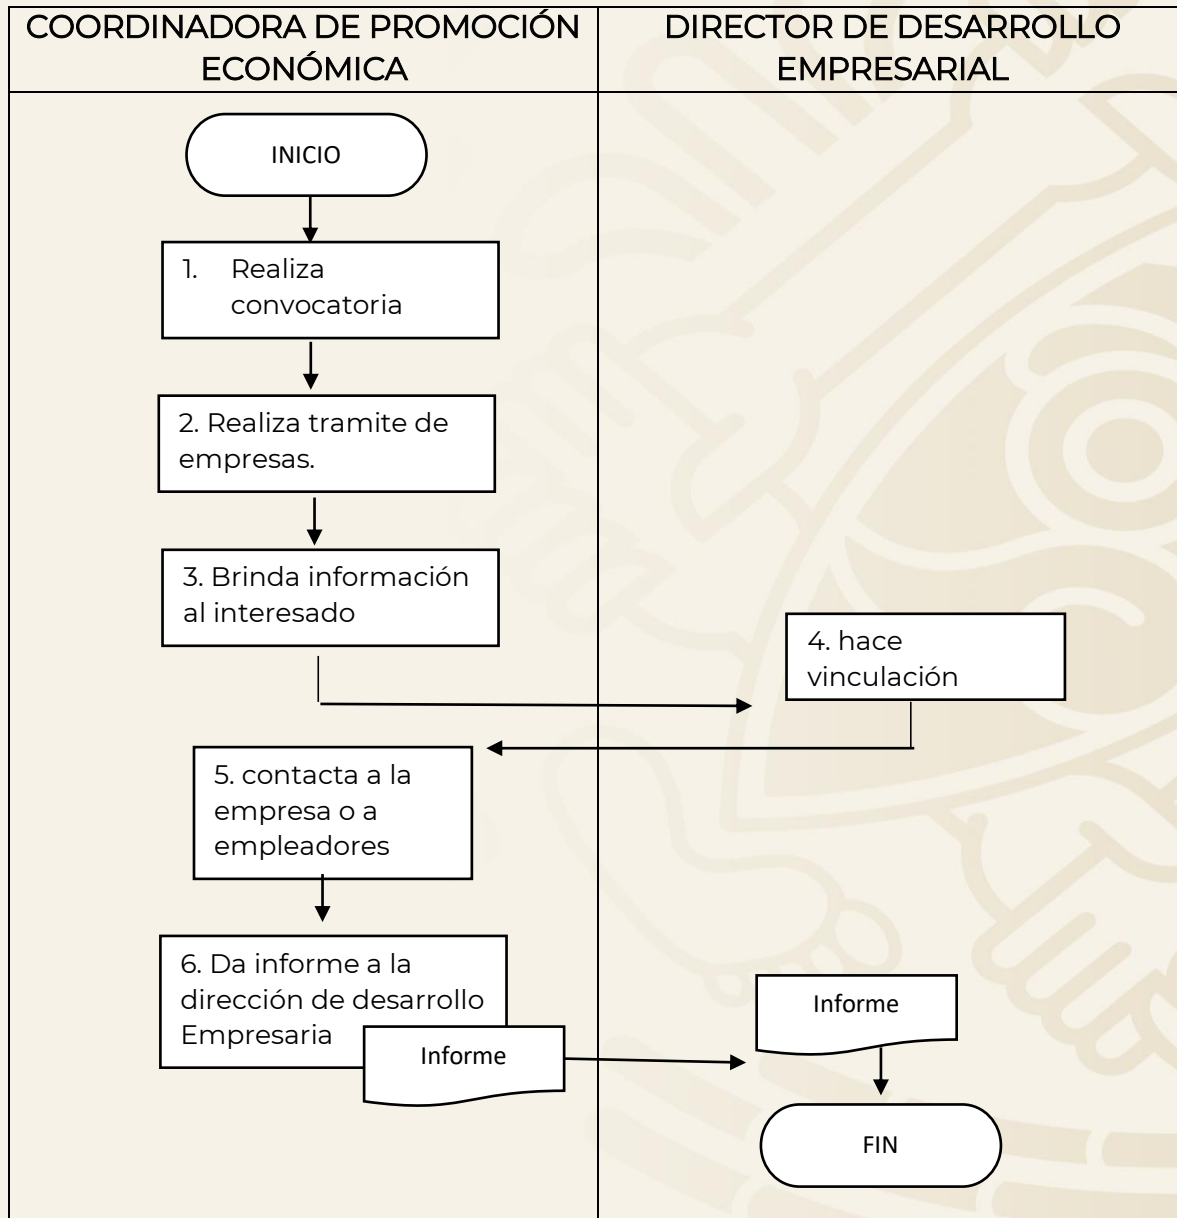 COORDINADORA DE PROMOCIÓN
ECONÓMICA
DIRECTOR DE DESARROLLO
EMPRESARIAL
INICIO
1. Realiza
convocatoria
2. Realiza tramite de
empresas.
3. Brinda información
al interesado
4. hace
vinculación
5. contacta a la
empresa o a
empleadores
6. Da informe a la
dirección de desarrollo
Empresaria
Informe
Informe
FIN